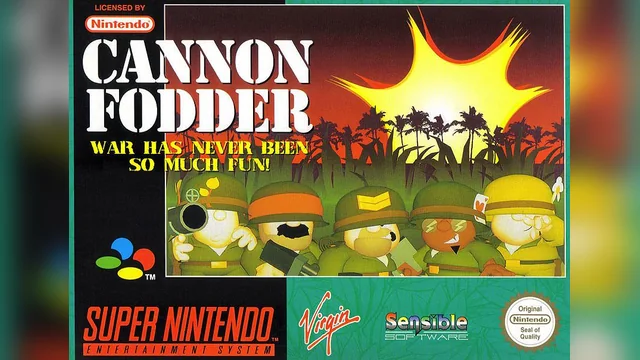 LICENSED BY
Nintendo
CANNON
FODDER
WAR HAS NEVER BEEN
SO MUCH FUN!
TM
SUPER NINTENDO
TM
ENTERTAINMENT SYSTEM
Virgin
Sensible
SOFTWARE
Original
Nintendo
Seal of
Quality